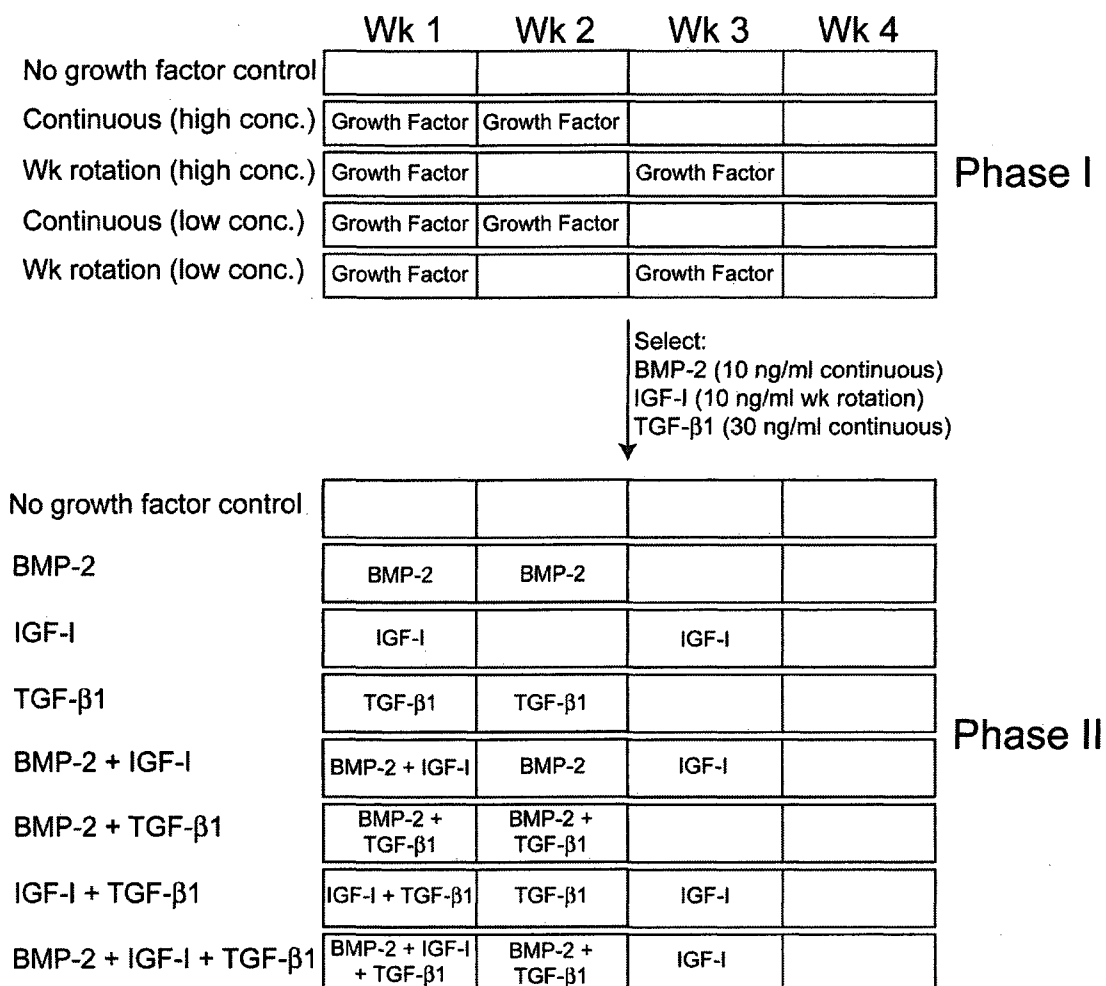 Wk 1 Wk 2 Wk 3 Wk 4
No growth factor control
Continuous (high conc.) Growth Factor Growth Factor
Wk rotation (high conc.) Growth Factor Growth Factor
Continuous (low conc.) Growth Factor Growth Factor
Wk rotation (low conc.) Growth Factor Growth Factor
Phase I
Select:
BMP-2 (10 ng/ml continuous)
IGF-I (10 ng/ml wk rotation)
TGF-β1 (30 ng/ml continuous)
No growth factor control
BMP-2 BMP-2 BMP-2
IGF-I IGF-I IGF-I
TGF-β1 TGF-β1 TGF-β1
BMP-2 + IGF-I BMP-2 + IGF-I BMP-2 IGF-I
BMP-2 + TGF-β1 BMP-2 + TGF-β1 BMP-2 + TGF-β1
IGF-I + TGF-β1 IGF-I + TGF-β1 TGF-β1 IGF-I
BMP-2 + IGF-I + TGF-β1 BMP-2 + IGF-I + TGF-β1 BMP-2 + TGF-β1 IGF-I
Phase II